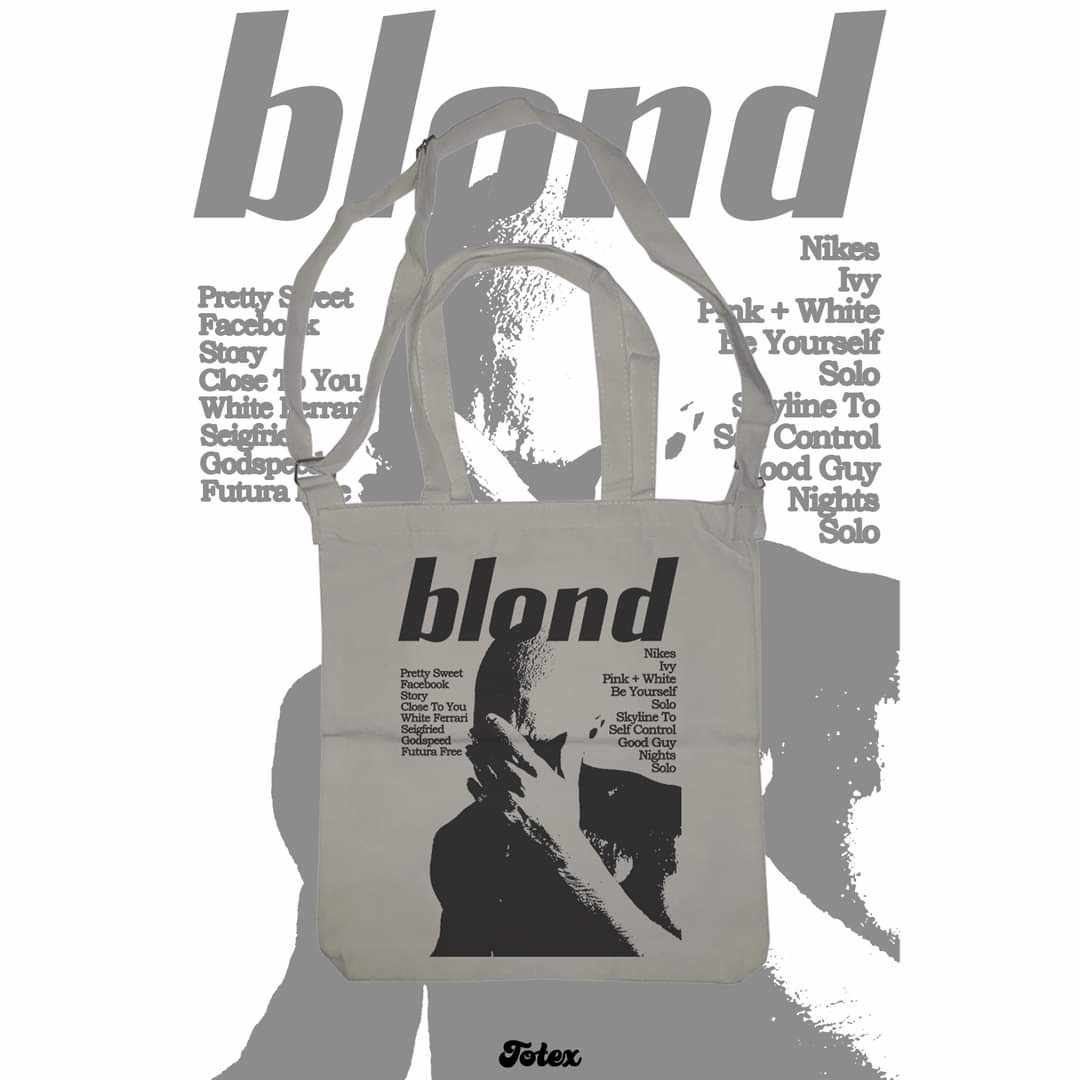 blond
Nikes
Ivy
Pink + White
Be Yourself
Solo
Skyline To
Self Control
Good Guy
Nights
Solo
Pretty Sweet
Facebook
Story
Close To You
White Ferrari
Seigfried
Godspeed
Futura Free
blond
Nikes
Ivy
Pink + White
Be Yourself
Solo
Skyline To
Self Control
Good Guy
Nights
Solo
Pretty Sweet
Facebook
Story
Close To You
White Ferrari
Seigfried
Godspeed
Futura Free
Totex